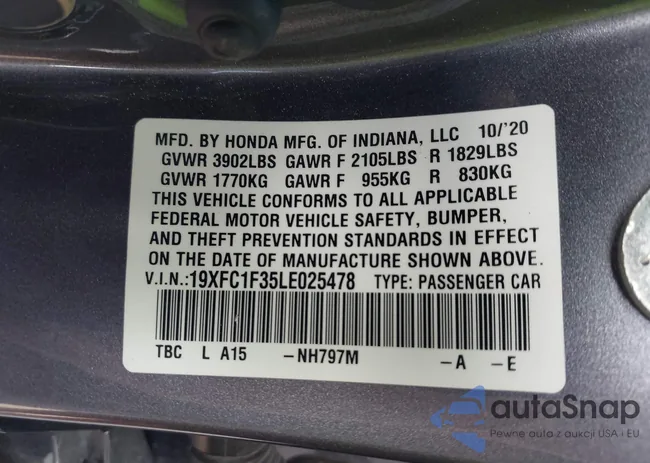 MFD. BY HONDA MFG. OF INDIANA, LLC 10/'20
GVWR 3902LBS GAWR F 2105LBS R 1829LBS
GVWR 1770KG GAWR F 955KG R 830KG
THIS VEHICLE CONFORMS TO ALL APPLICABLE
FEDERAL MOTOR VEHICLE SAFETY, BUMPER,
AND THEFT PREVENTION STANDARDS IN EFFECT
ON THE DATE OF MANUFACTURE SHOWN ABOVE.
V.I.N.:19XFC1F35LE025478 TYPE: PASSENGER CAR
TBC L A15 -NH797M -A -E
autaSnap
Pewne auta z aukcji USA i EU